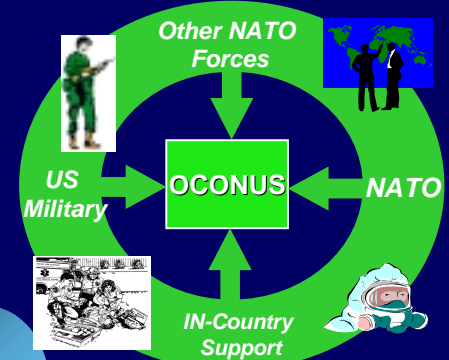 Other NATO
Forces
US
Military
OCONUS
NATO
IN-Country
Support